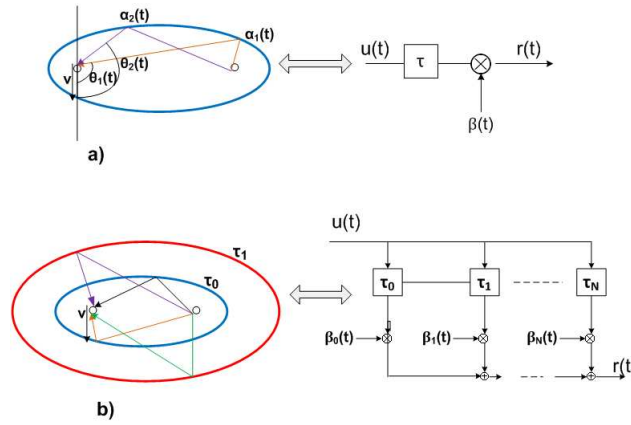 α₂(t)
α₁(t)
u(t)
r(t)
θ₂(t)
τ
v
θ₁(t)
β(t)
a)
u(t)
τ₁
τ₀
τ₀
τ₁
τN
v
β₀(t)
β₁(t)
βN(t)
r(t
b)